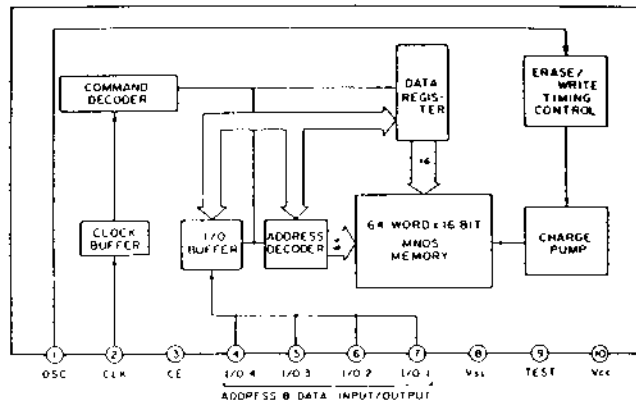 COMMAND
DECODER
DATA
REGIS-
TER
ERASE/
WRITE
TIMING
CONTROL
16
CLOCK
BUFFER
I/O
BUFFER
ADDRESS
DECODER
64
64 WORD x 16 BIT
MNOS
MEMORY
CHARGE
PUMP
1 2 3 4 5 6 7 8 9 10
OSC CLK CE I/O 4 I/O 3 I/O 2 I/O 1 Vss TEST Vcc
ADDRESS & DATA INPUT/OUTPUT